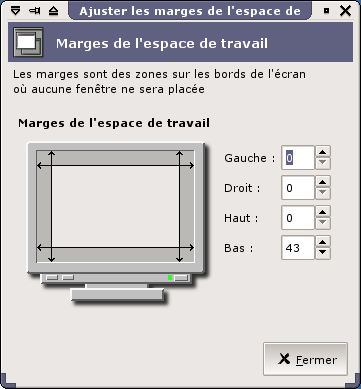 Ajuster les marges de l'espace de
Marges de l'espace de travail
Les marges sont des zones sur les bords de l'écran
où aucune fenêtre ne sera placée
Marges de l'espace de travail
Gauche : 0
Droit : 0
Haut : 0
Bas : 43
Fermer